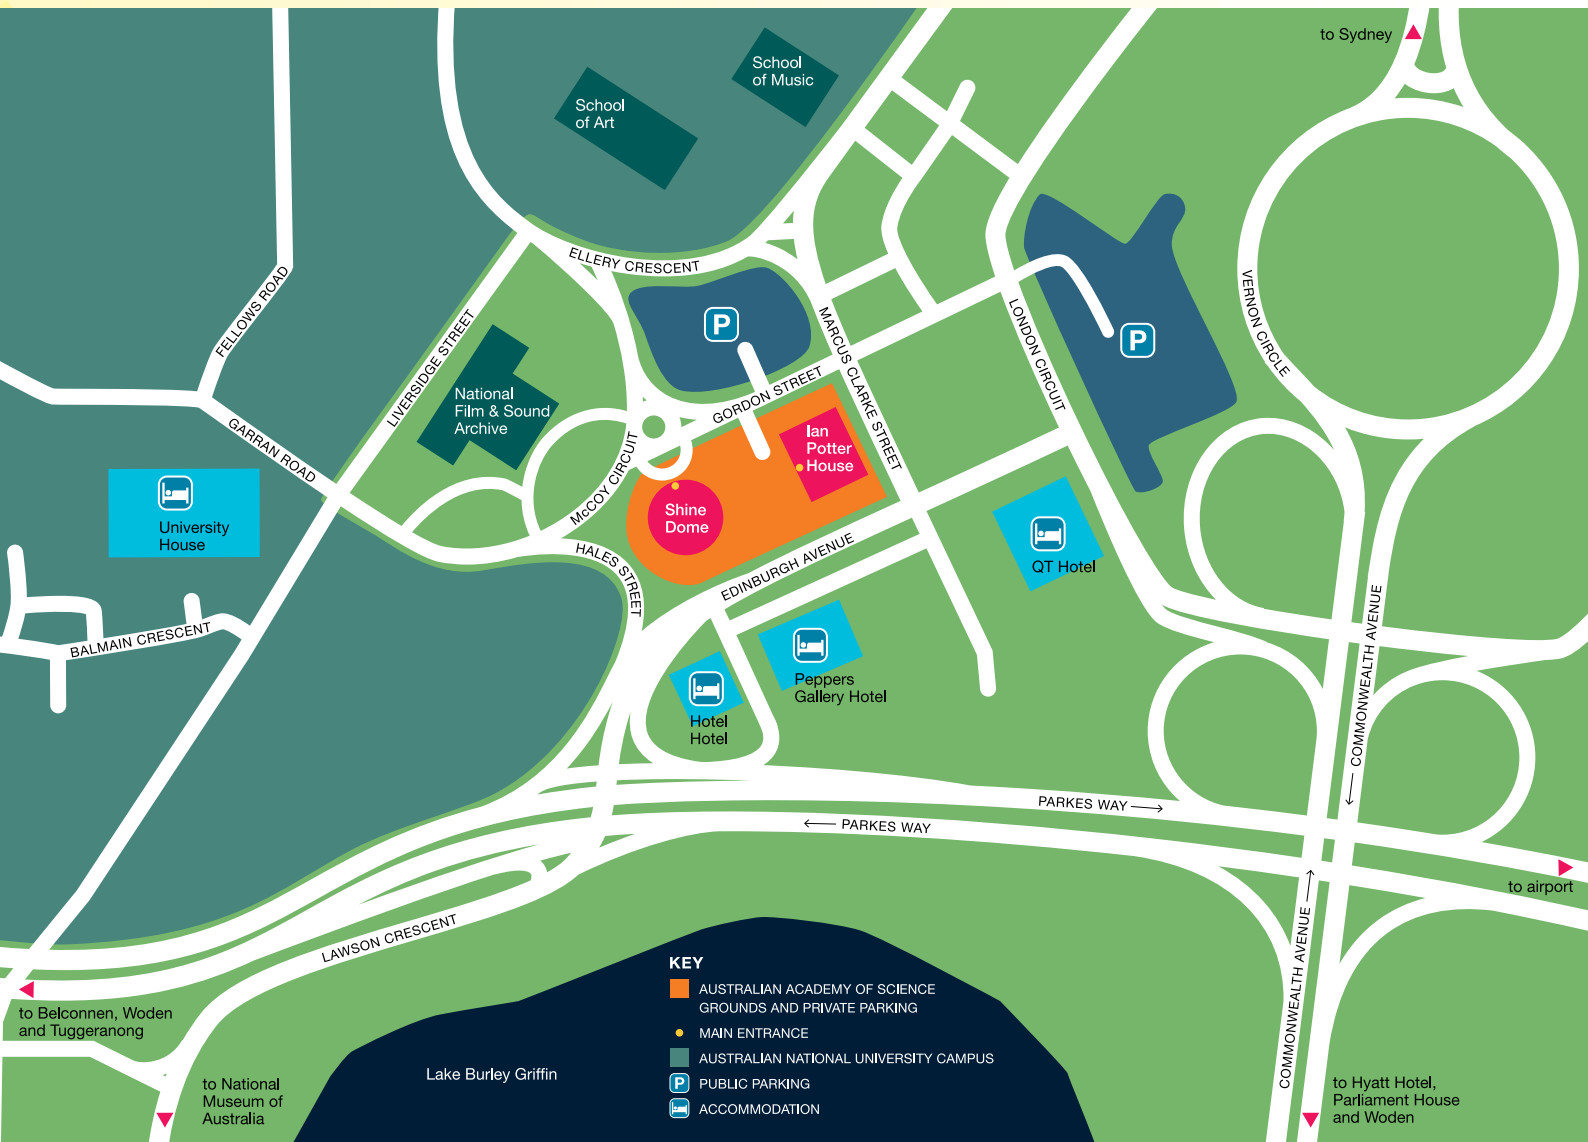 to Sydney
School
of Music
School
of Art
ELLERY CRESCENT
FELLOWS ROAD
VERNON CIRCLE
LIVERSIDGE STREET
P
MARCUS CLARKE STREET
LONDON CIRCUIT
P
National
Film & Sound
Archive
GORDON STREET
GARRAN ROAD
Ian
Potter
House
McCOY CIRCUIT
Shine
Dome
University
House
HALES STREET
EDINBURGH AVENUE
QT Hotel
BALMAIN CRESCENT
COMMONWEALTH AVENUE
Peppers
Gallery Hotel
Hotel
Hotel
PARKES WAY
PARKES WAY
to airport
LAWSON CRESCENT
COMMONWEALTH AVENUE
to Belconnen, Woden
and Tuggeranong
KEY
AUSTRALIAN ACADEMY OF SCIENCE
GROUNDS AND PRIVATE PARKING
MAIN ENTRANCE
AUSTRALIAN NATIONAL UNIVERSITY CAMPUS
P PUBLIC PARKING
ACCOMMODATION
Lake Burley Griffin
to National
Museum of
Australia
to Hyatt Hotel,
Parliament House
and Woden